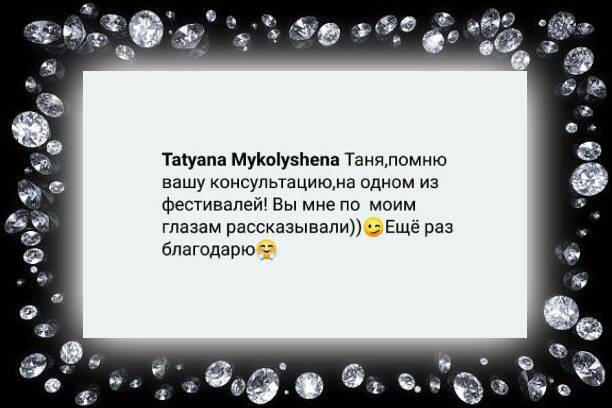 Tatyana Mykolyshena Таня,помню
вашу консультацию,на одном из
фестивалей! Вы мне по моим
глазам рассказывали))😉Ещё раз
благодарю🤗